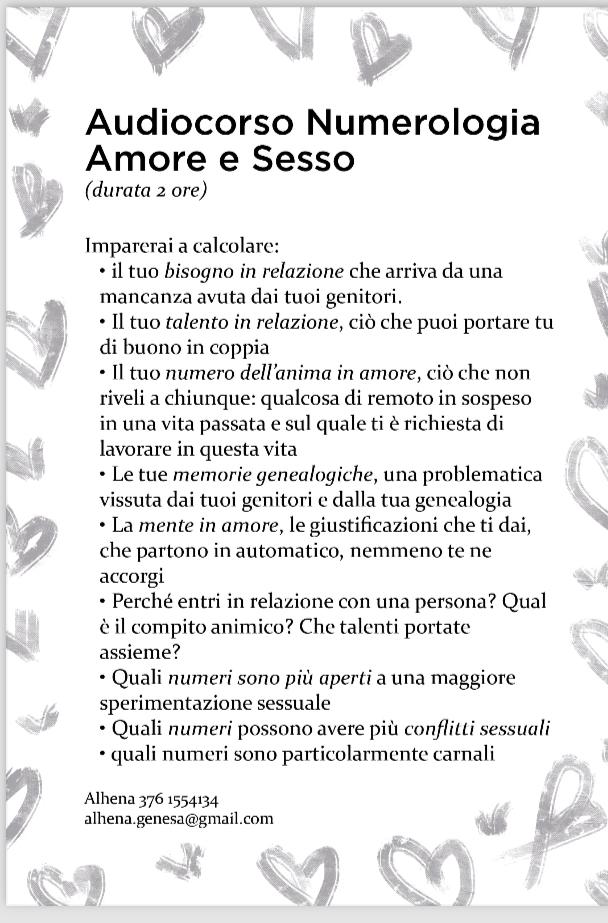 Audiocorso Numerologia
Amore e Sesso
(durata 2 ore)
Imparerai a calcolare:
• il tuo bisogno in relazione che arriva da una
mancanza avuta dai tuoi genitori.
• Il tuo talento in relazione, ciò che puoi portare tu
di buono in coppia
• Il tuo numero dell'anima in amore, ciò che non
riveli a chiunque: qualcosa di remoto in sospeso
in una vita passata e sul quale ti è richiesta di
lavorare in questa vita
• Le tue memorie genealogiche, una problematica
vissuta dai tuoi genitori e dalla tua genealogia
• La mente in amore, le giustificazioni che ti dai,
che partono in automatico, nemmeno te ne
accorgi
• Perché entri in relazione con una persona? Qual
è il compito animico? Che talenti portate
assieme?
• Quali numeri sono più aperti a una maggiore
sperimentazione sessuale
• Quali numeri possono avere più conflitti sessuali
• quali numeri sono particolarmente carnali
Alhena 376 1554134
alhena.genesa@gmail.com